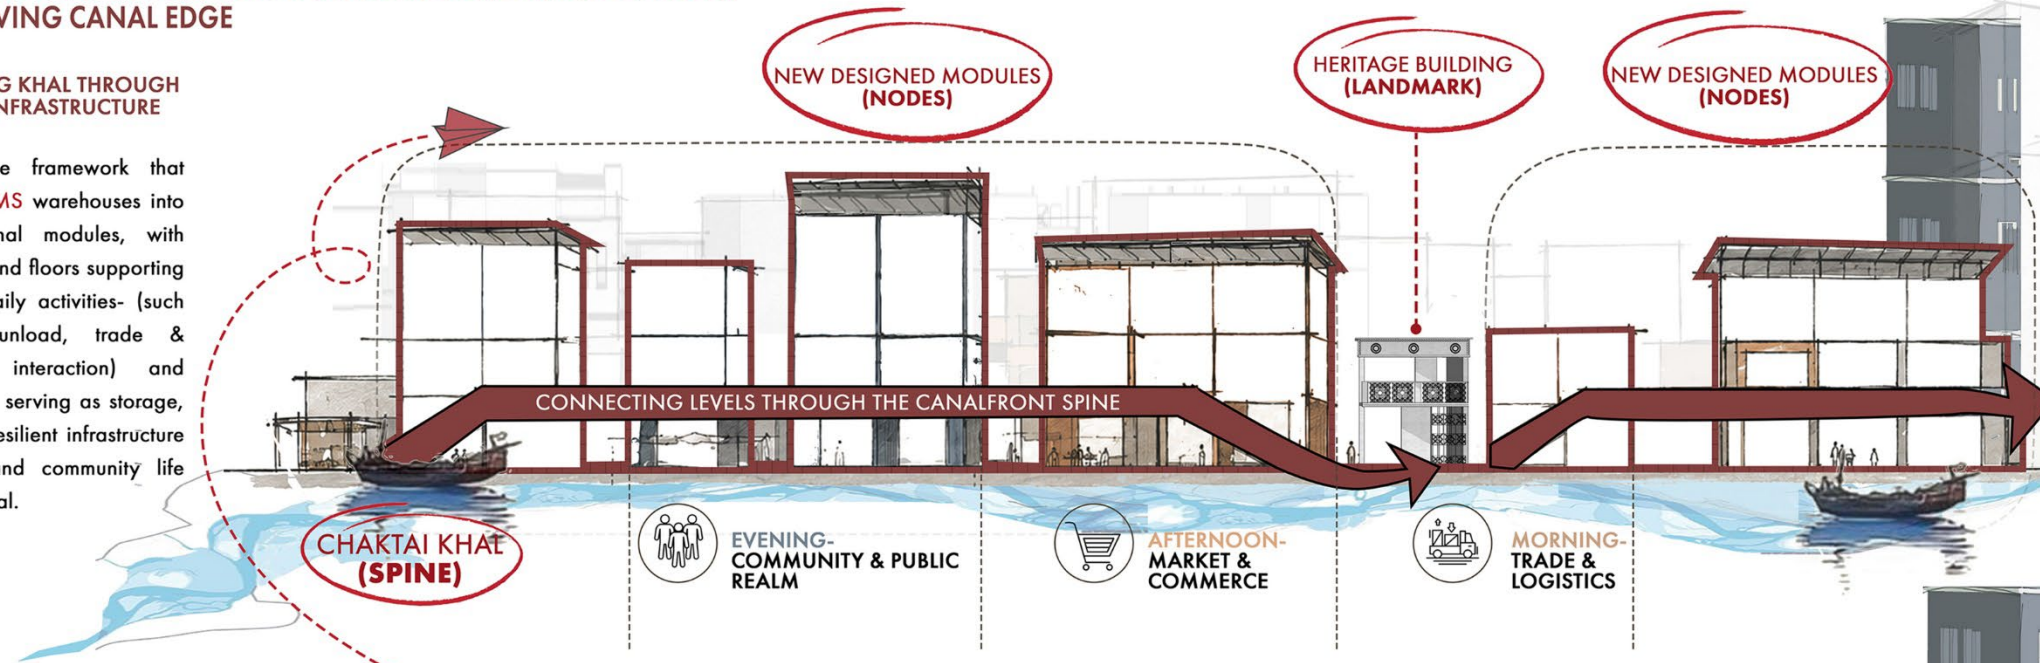 VING CANAL EDGE
G KHAL THROUGH
NFRASTRUCTURE
e framework that
MS warehouses into
nal modules, with
nd floors supporting
aily activities- (such
unload, trade &
interaction) and
serving as storage,
esilient infrastructure
nd community life
al.
NEW DESIGNED MODULES
(NODES)
HERITAGE BUILDING
(LANDMARK)
NEW DESIGNED MODULES
(NODES)
CONNECTING LEVELS THROUGH THE CANALFRONT SPINE
CHAKTAI KHAL
(SPINE)
EVENING-
COMMUNITY & PUBLIC
REALM
AFTERNOON-
MARKET &
COMMERCE
MORNING-
TRADE &
LOGISTICS